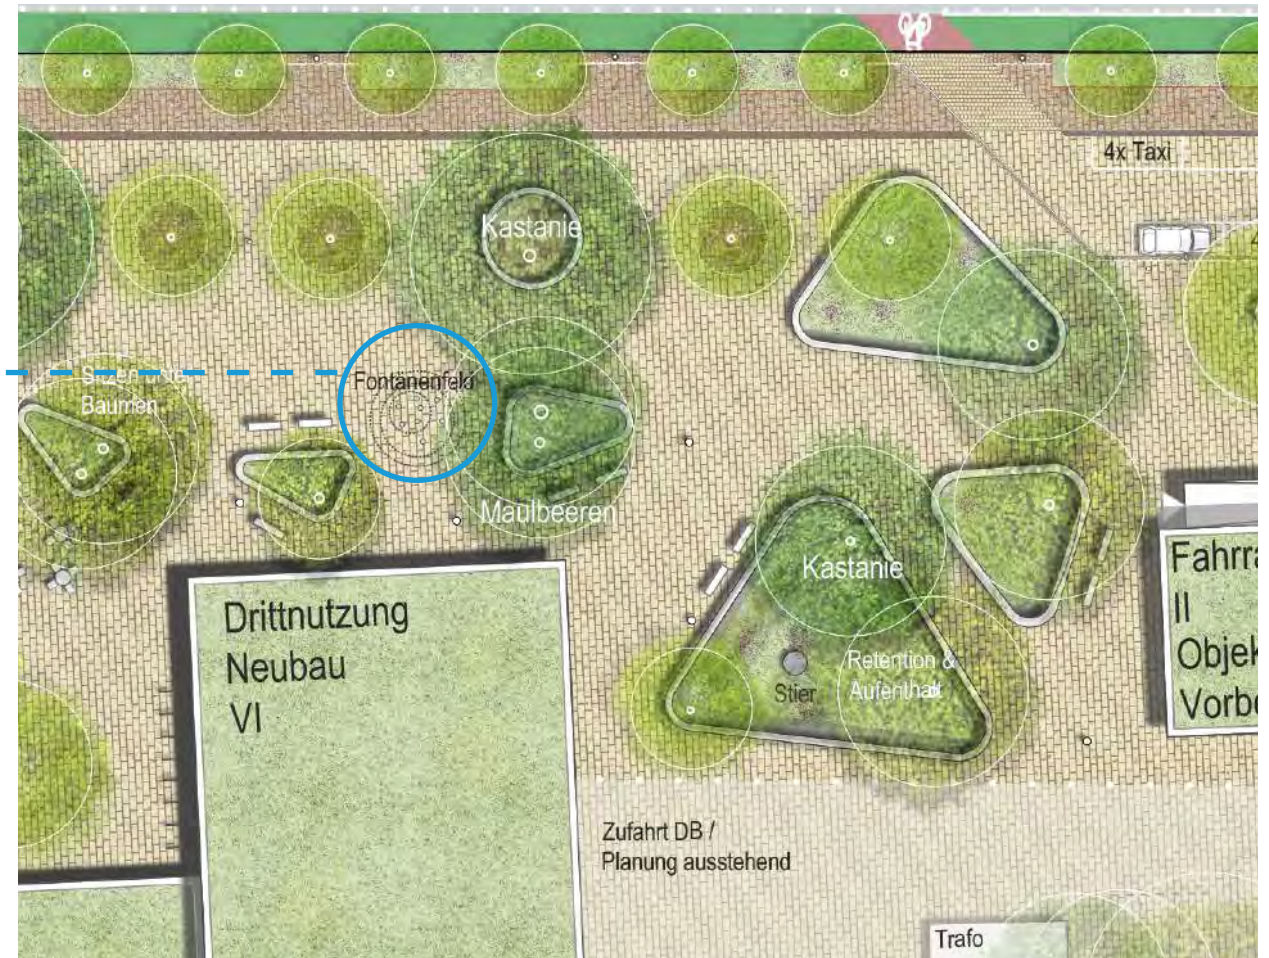 4x Taxi
Kastanie
Fontänenfeld
Sitzen unter
Bäumen
Maulbeeren
Kastanie
Drittnutzung
Neubau
VI
Retention &
Aufenthalt
Stier
Fahrra
II
Objek
Vorbe
Zufahrt DB /
Planung ausstehend
Trafo